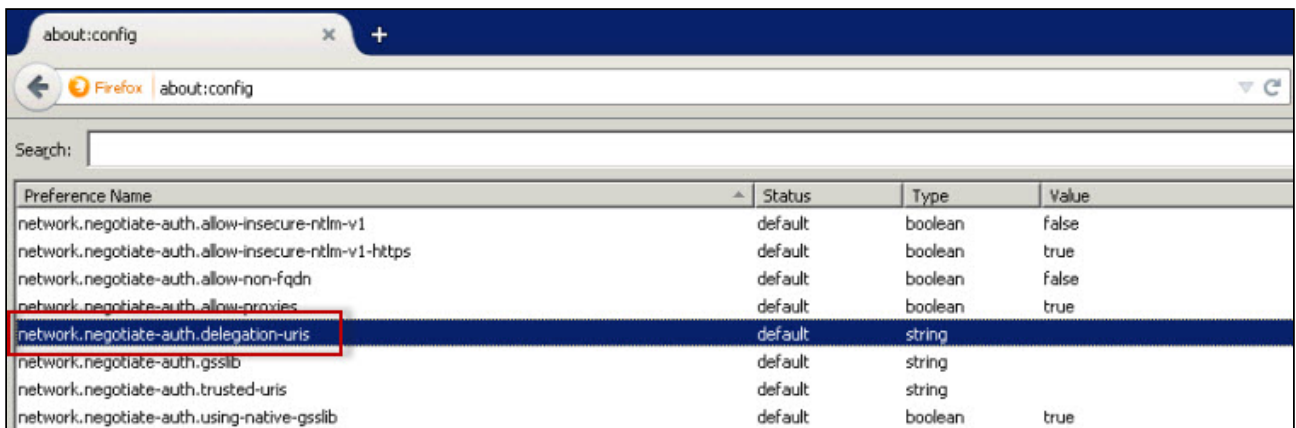 about:config
Firefox about:config
Search:
Preference Name Status Type Value
network.negotiate-auth.allow-insecure-ntlm-v1 default boolean false
network.negotiate-auth.allow-insecure-ntlm-v1-https default boolean true
network.negotiate-auth.allow-non-fqdn default boolean false
network.negotiate-auth.allow-proxies default boolean true
network.negotiate-auth.delegation-uris default string
network.negotiate-auth.gsslib default string
network.negotiate-auth.trusted-uris default string
network.negotiate-auth.using-native-gsslib default boolean true